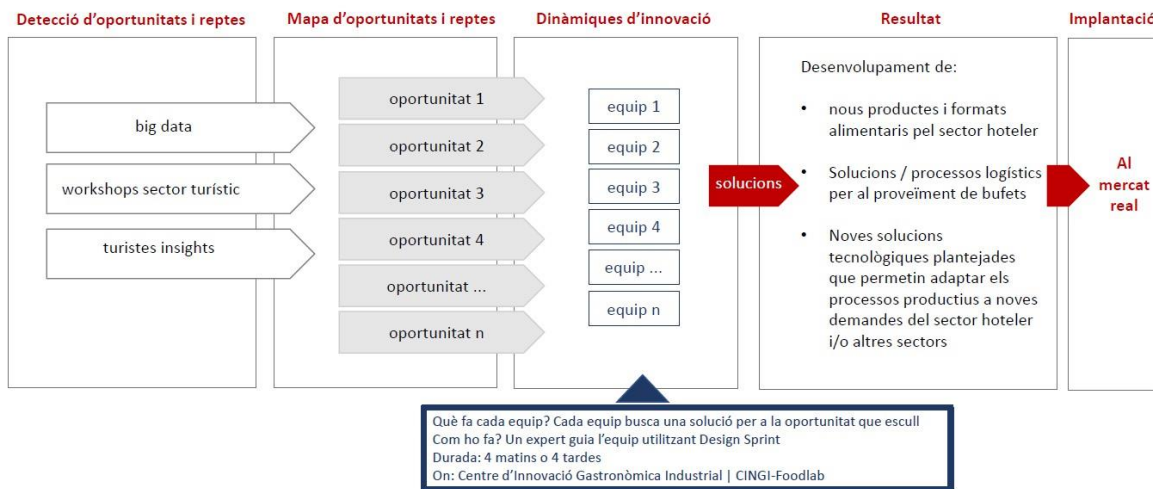 Detecció d'oportunitats i reptes
Mapa d'oportunitats i reptes
Dinàmiques d'innovació
Resultat
Implantació
big data
workshops sector turístic
turistes insights
oportunitat 1
oportunitat 2
oportunitat 3
oportunitat 4
oportunitat ...
oportunitat n
equip 1
equip 2
equip 3
equip 4
equip ...
equip n
solucions
Desenvolupament de:
• nous productes i formats
alimentaris pel sector hoteler
• Solucions / processos logístics
per al proveïment de bufets
• Noves solucions
tecnològiques plantejades
que permetin adaptar els
processos productius a noves
demandes del sector hoteler
i/o altres sectors
Al
mercat
real
Què fa cada equip? Cada equip busca una solució per a la oportunitat que escull
Com ho fa? Un expert guia l'equip utilitzant Design Sprint
Durada: 4 matins o 4 tardes
On: Centre d'Innovació Gastronòmica Industrial | CINGI-Foodlab